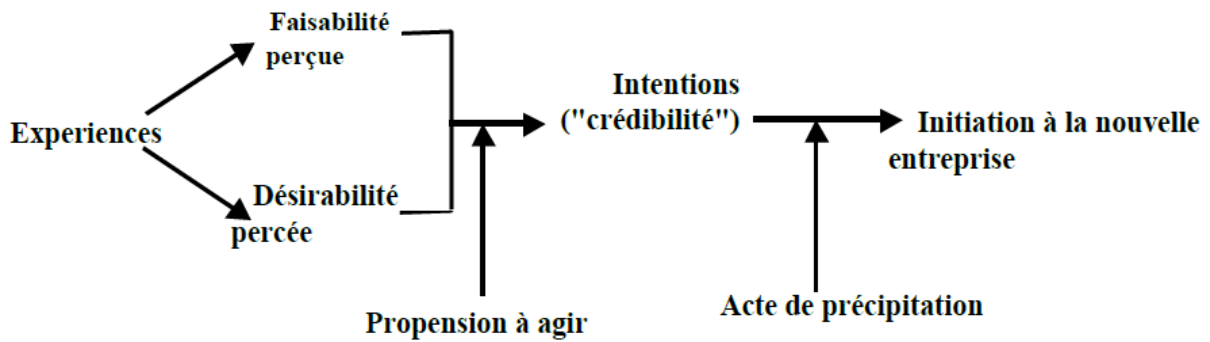 Faisabilité
perçue
Experiences
Désirabilité
percée
Intentions
("crédibilité")
Initiation à la nouvelle
entreprise
Propension à agir
Acte de précipitation